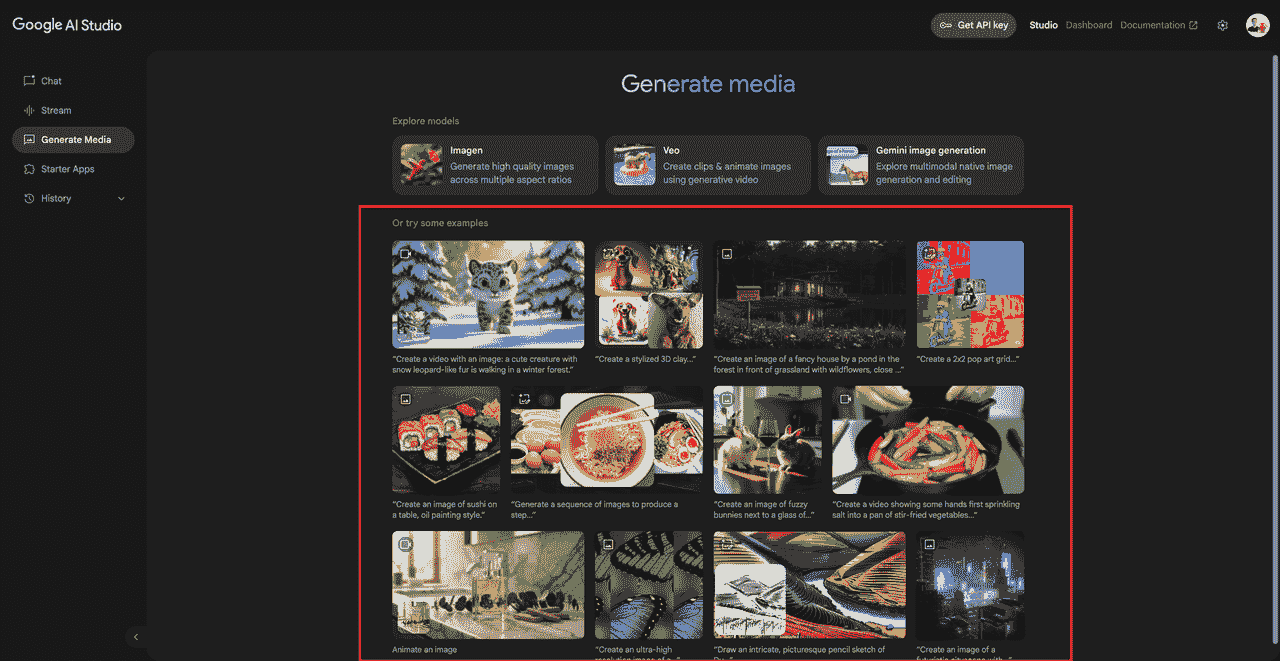 Google AI Studio
Get API key
Studio
Dashboard
Documentation
Chat
Stream
Generate Media
Starter Apps
History
Generate media
Explore models
Imagen
Generate high quality images
across multiple aspect ratios
Veo
Create clips & animate images
using generative video
Gemini image generation
Explore multimodal native image
generation and editing
Or try some examples
"Create a video with an image: a cute creature with
snow leopard-like fur is walking in a winter forest."
"Create a stylized 3D clay..."
"Create an image of a fancy house by a pond in the
forest in front of grassland with wildflowers, close ..."
"Create a 2x2 pop art grid..."
"Create an image of sushi on
a table, oil painting style."
"Generate a sequence of images to produce a
step..."
"Create an image of fuzzy
bunnies next to a glass of..."
"Create a video showing some hands first sprinkling
salt into a pan of stir-fried vegetables..."
Animate an image
"Create an ultra-high
resolution image of a..."
"Draw an intricate, picturesque pencil sketch of
"Create an image of a
futuristic cityscape with..."